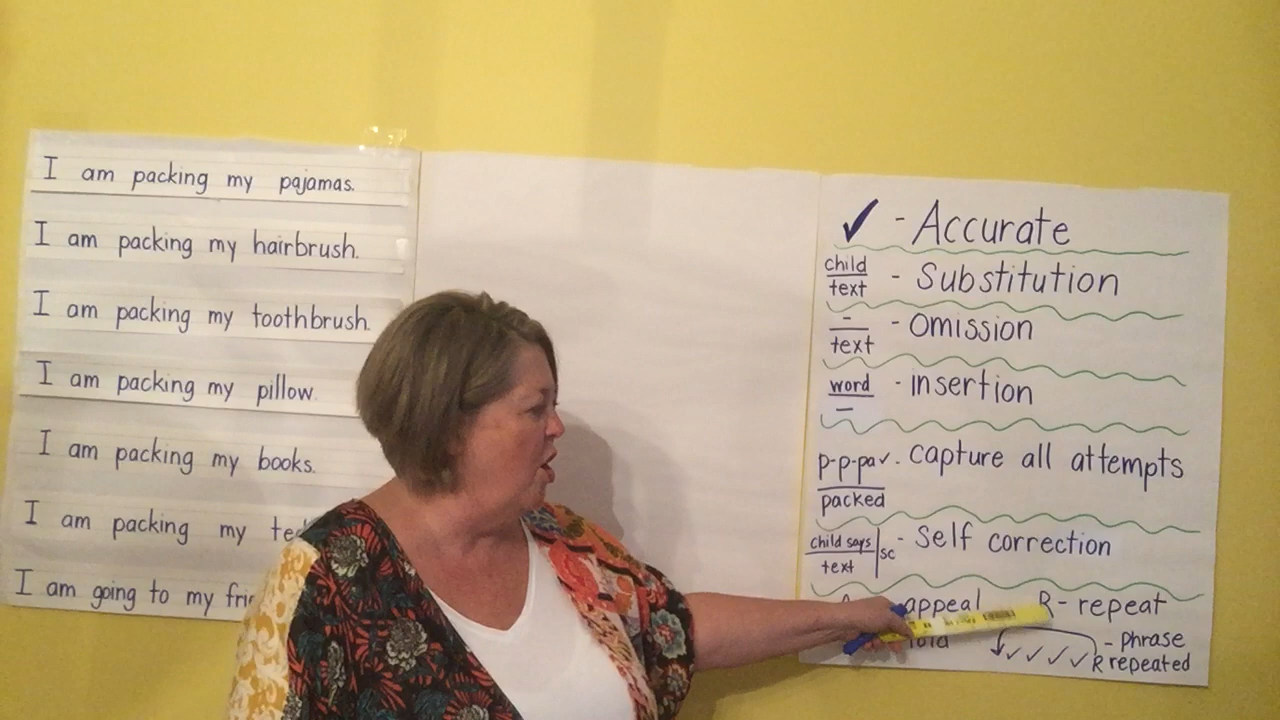 I am packing my pajamas.
I am packing my hairbrush.
I am packing my toothbrush.
I am packing my pillow.
I am packing my books.
I am packing my
I am going to my
✓ - Accurate
child
text
- Substitution
-
text
- Omission
word
-
- insertion
p-p-pa✓
packed
- capture all attempts
child says
text
sc
- Self correction
appeal
R - repeat
✓ ✓ ✓ ✓
R
- phrase
repeated